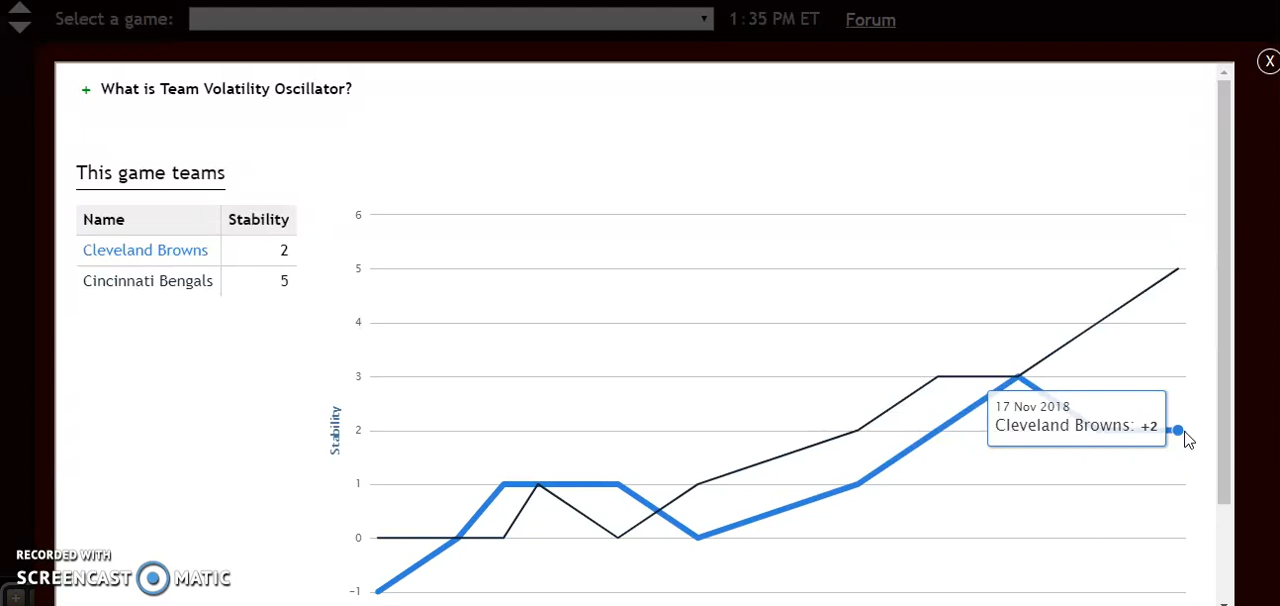 Select a game: 1:35 PM ET Forum
X
+ What is Team Volatility Oscillator?
This game teams
Name Stability
Cleveland Browns 2
Cincinnati Bengals 5
6
5
4
3
2
1
0
-1
Stability
17 Nov 2018
Cleveland Browns: +2
RECORDED WITH
SCREENCAST MATIC